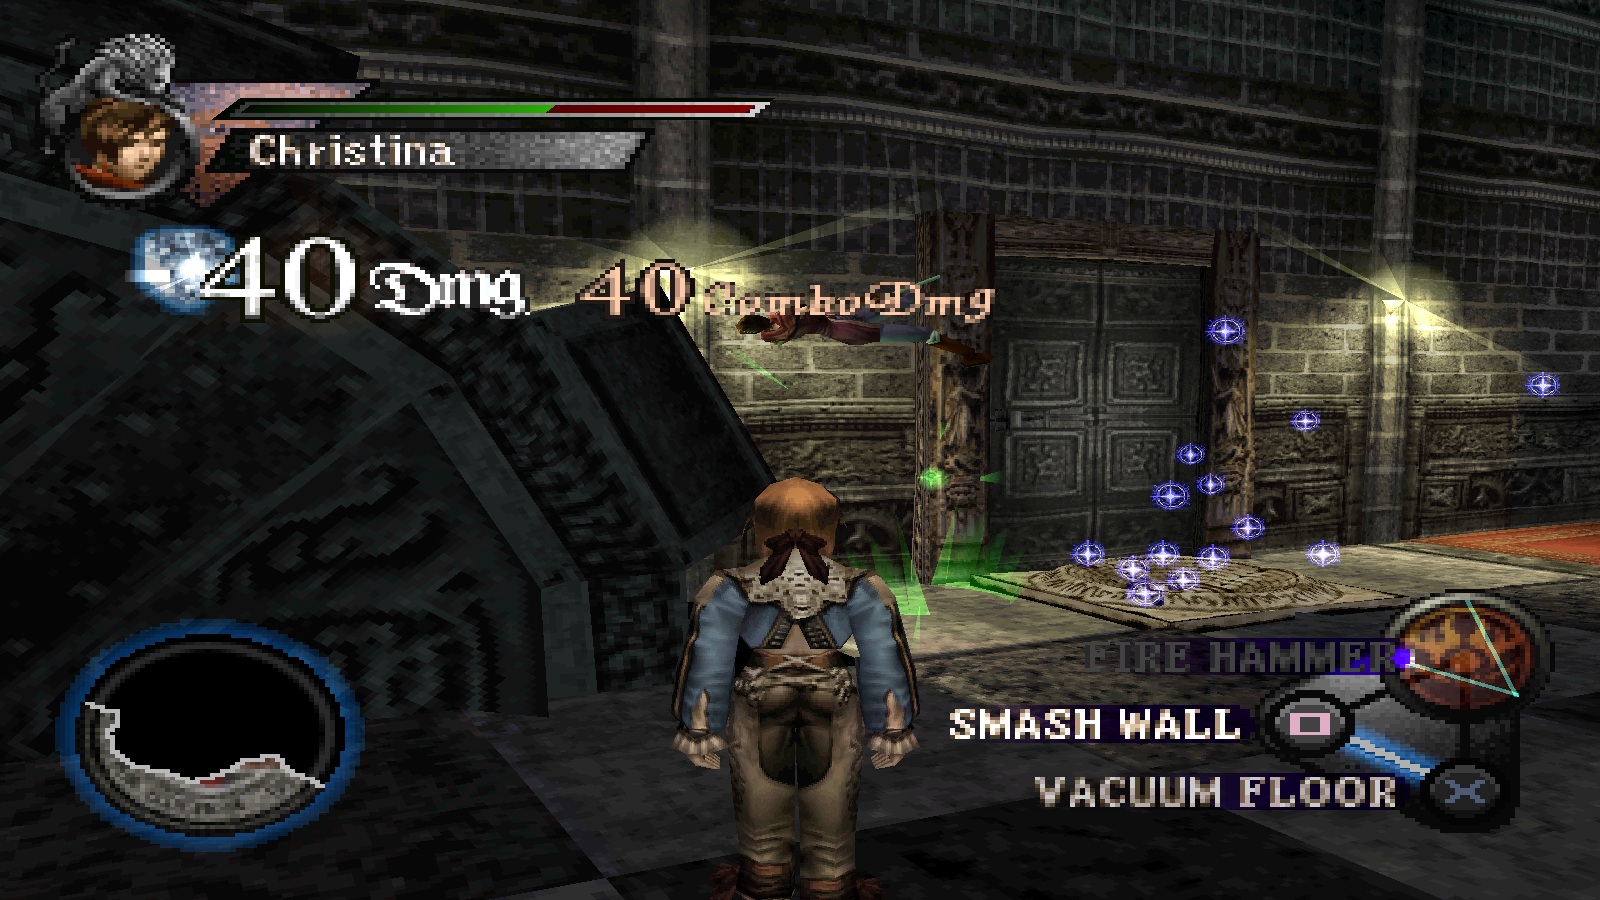 Christina
40 Dmg. 40 Combo Dmg
FIRE HAMMER
SMASH WALL
VACUUM FLOOR